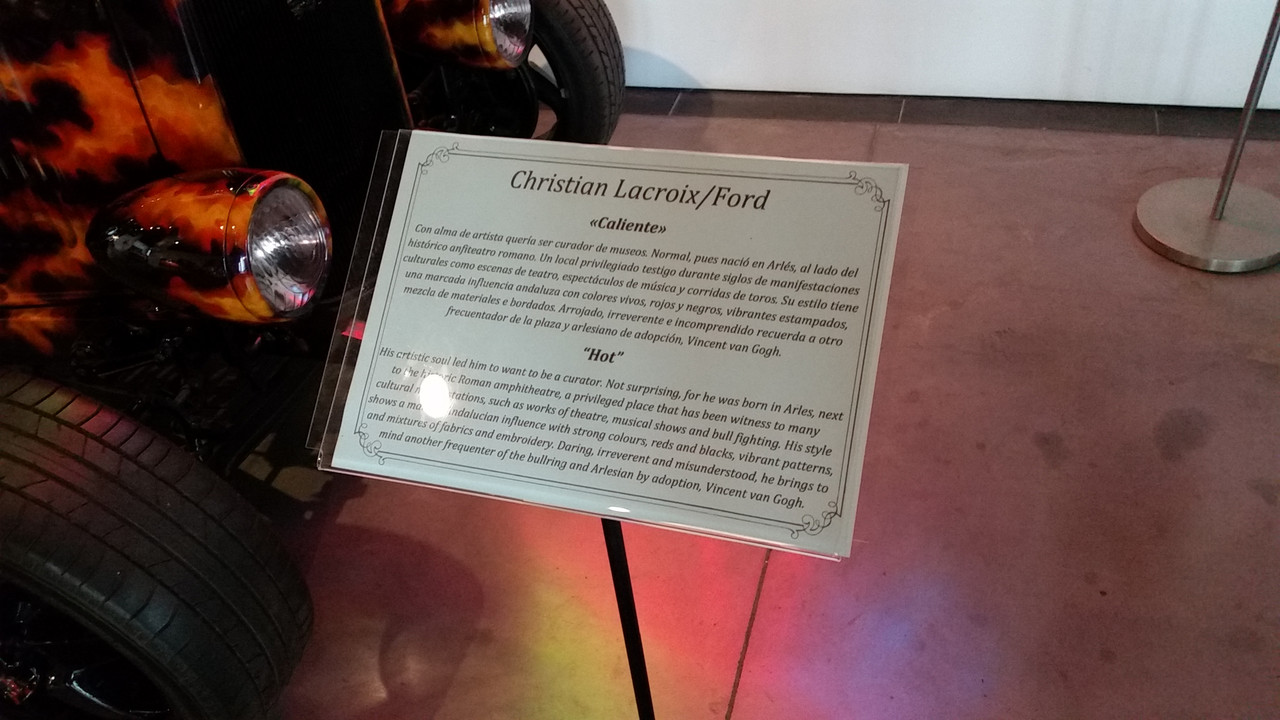 Christian Lacroix/Ford
«Caliente»
Con alma de artista quería ser curador de museos. Normal, pues nació en Arlés, al lado del
histórico anfiteatro romano. Un local privilegiado testigo durante siglos de manifestaciones
culturales como escenas de teatro, espectáculos de música y corridas de toros. Su estilo tiene
una marcada influencia andaluza con colores vivos, rojos y negros, vibrantes estampados,
mezcla de materiales e bordados. Arrojado, irreverente e incomprendido recuerda a otro
frecuentador de la plaza y arlesiano de adopción, Vincent van Gogh.
"Hot"
His artistic soul led him to want to be a curator. Not surprising, for he was born in Arles, next
to the historic Roman amphitheatre, a privileged place that has been witness to many
cultural such as works of theatre, musical shows and bull fighting. His style
shows a Andalucian influence with strong colours, reds and blacks, vibrant patterns,
and mixtures of fabrics and embroidery. Daring, irreverent and misunderstood, he brings to
mind another frequenter of the bullring and Arlesian by adoption, Vincent van Gogh.